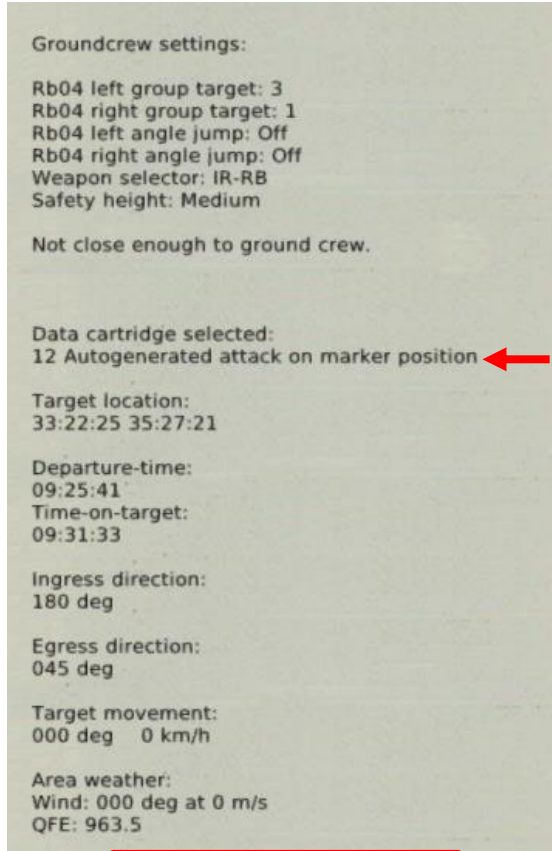 Groundcrew settings:
Rb04 left group target: 3
Rb04 right group target: 1
Rb04 left angle jump: Off
Rb04 right angle jump: Off
Weapon selector: IR-RB
Safety height: Medium
Not close enough to ground crew.
Data cartridge selected:
12 Autogenerated attack on marker position
Target location:
33:22:25 35:27:21
Departure-time:
09:25:41
Time-on-target:
09:31:33
Ingress direction:
180 deg
Egress direction:
045 deg
Target movement:
000 deg 0 km/h
Area weather:
Wind: 000 deg at 0 m/s
QFE: 963.5